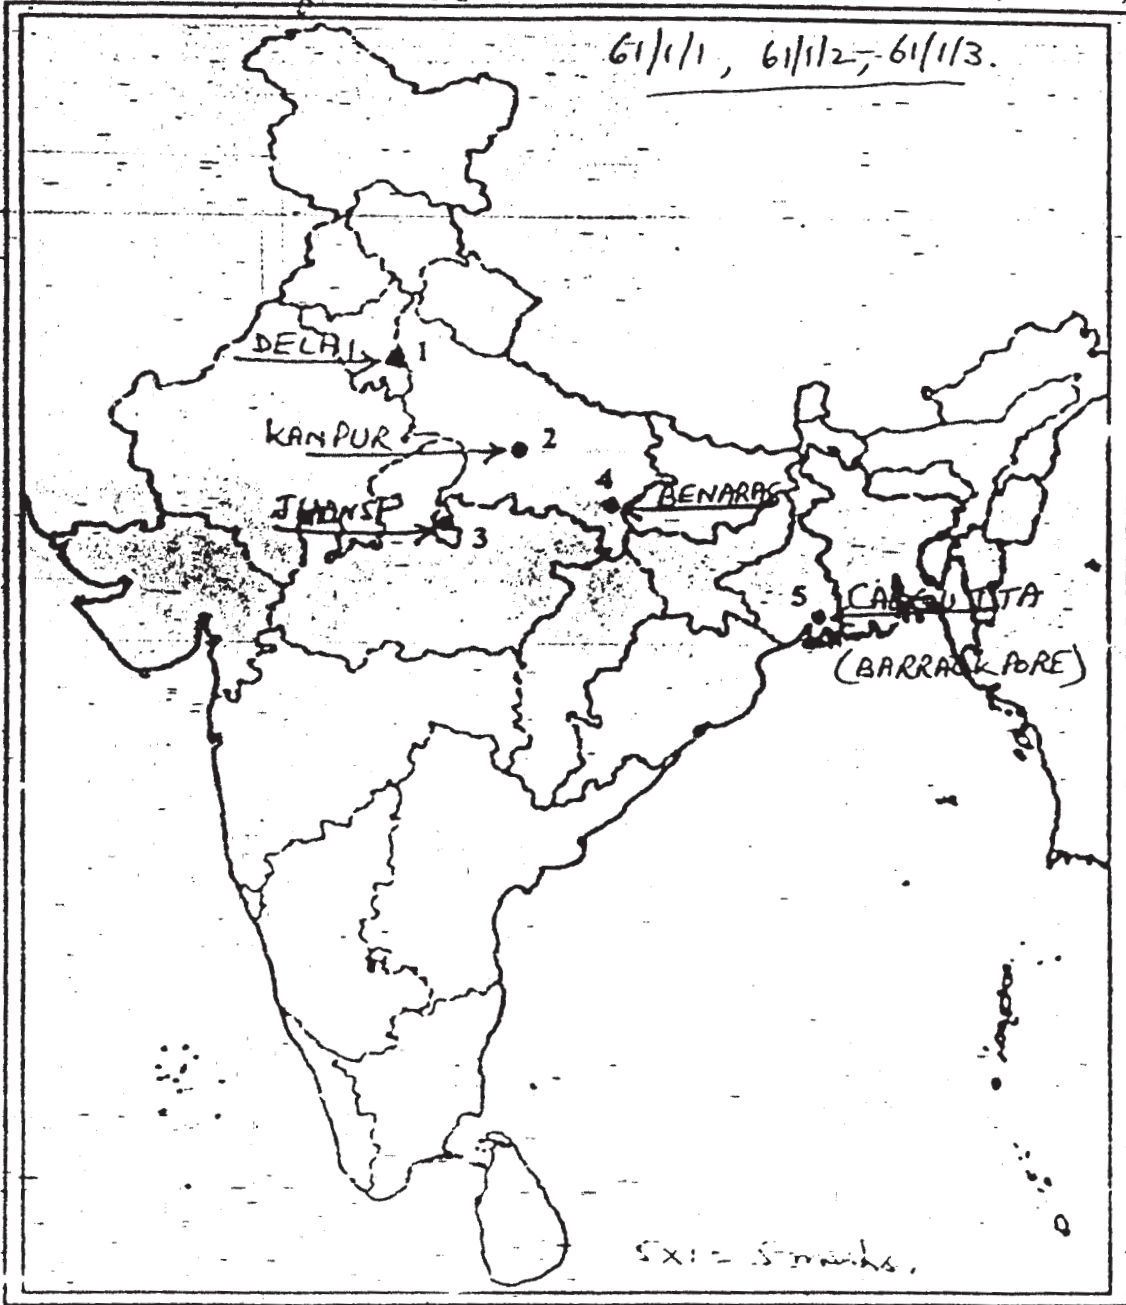 61/1/1, 61/1/2, 61/1/3.
DELHI 1
KANPUR 2
4
BENARAS
JHANSI 3
5 CALCUTTA
(BARRACKPORE)
5x1 = 5 marks.